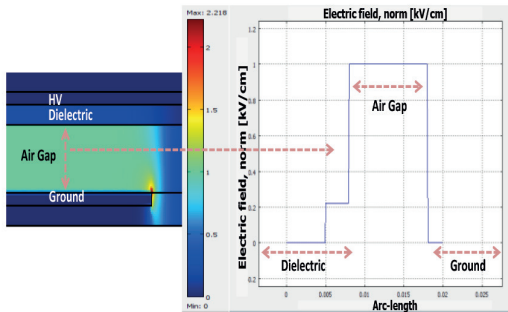 HV
Dielectric
Air Gap
Ground
Max: 2.218
2
1.5
1
0.5
0
Min: 0
Electric field, norm [kV/cm]
Electric field, norm [kV/cm]
1.2
1
0.8
0.6
0.4
0.2
0
0.2
Air Gap
Dielectric
Ground
0
0.005
0.01
0.015
0.02
0.025
Arc-length